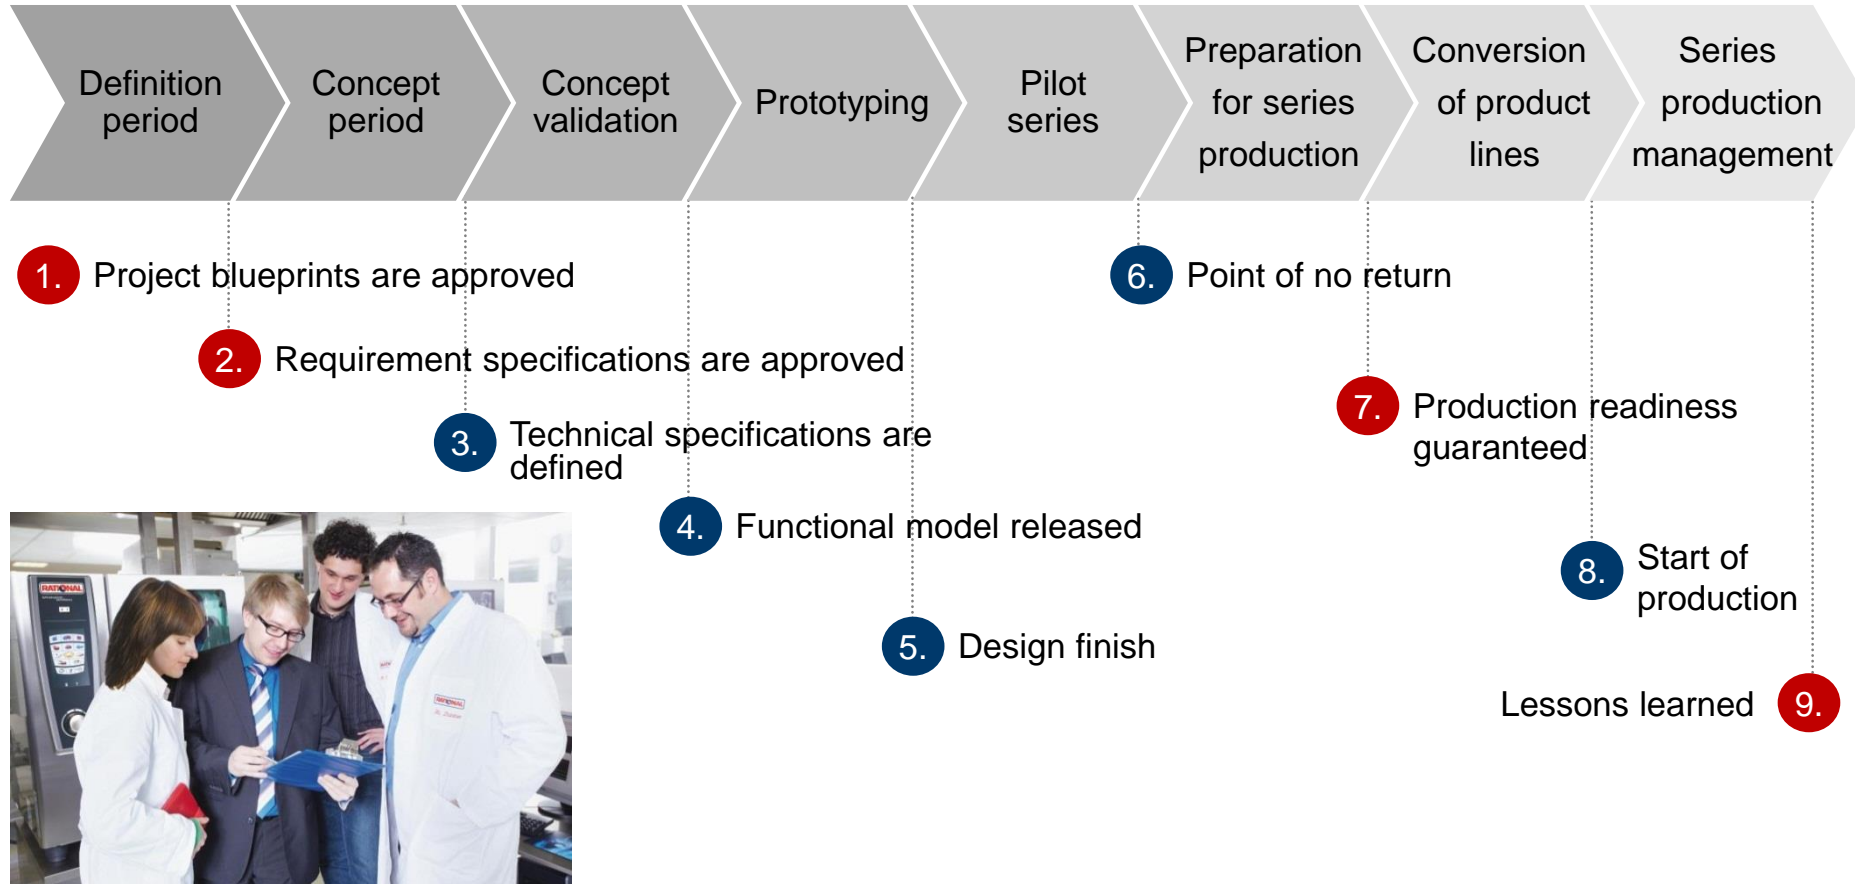 Definition
period
Concept
period
Concept
validation
Prototyping
Pilot
series
Preparation
for series
production
Conversion
of product
lines
Series
production
management
1. Project blueprints are approved
2. Requirement specifications are approved
3. Technical specifications are
defined
4. Functional model released
5. Design finish
6. Point of no return
7. Production readiness
guaranteed
8. Start of
production
Lessons learned 9.
RATIONAL
RATIONAL